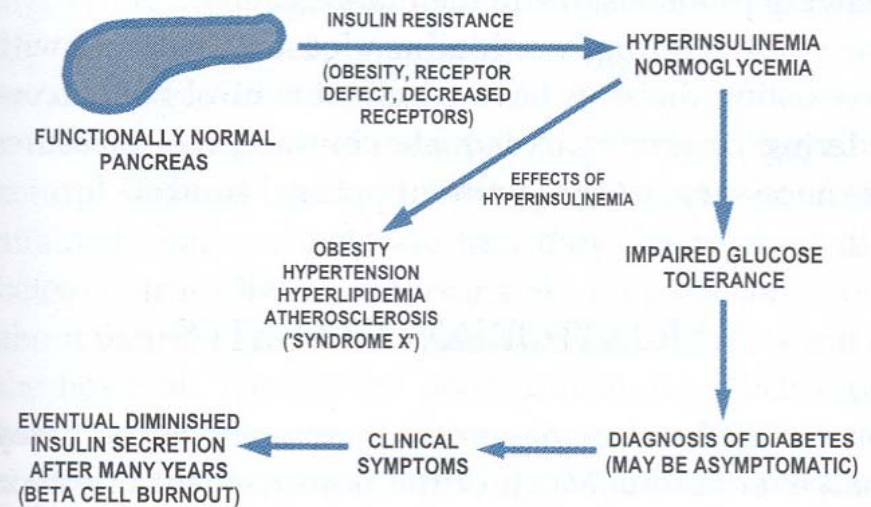 INSULIN RESISTANCE
(OBESITY, RECEPTOR
DEFECT, DECREASED
RECEPTORS)
HYPERINSULINEMIA
NORMOGLYCEMIA
FUNCTIONALLY NORMAL
PANCREAS
EFFECTS OF
HYPERINSULINEMIA
OBESITY
HYPERTENSION
HYPERLIPIDEMIA
ATHEROSCLEROSIS
("SYNDROME X")
IMPAIRED GLUCOSE
TOLERANCE
DIAGNOSIS OF DIABETES
(MAY BE ASYMPTOMATIC)
CLINICAL
SYMPTOMS
EVENTUAL DIMINISHED
INSULIN SECRETION
AFTER MANY YEARS
(BETA CELL BURNOUT)